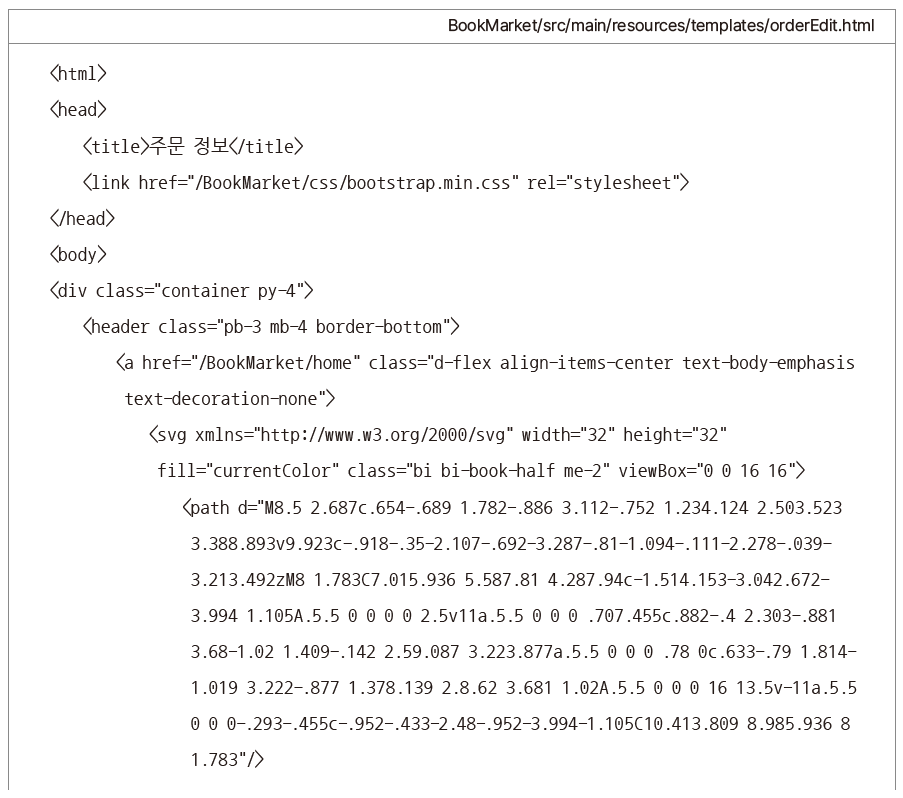 BookMarket/src/main/resources/templates/orderEdit.html
<html>
<head>
<title>주문 정보</title>
<link href="/BookMarket/css/bootstrap.min.css" rel="stylesheet">
</head>
<body>
<div class="container py-4">
<header class="pb-3 mb-4 border-bottom">
<a href="/BookMarket/home" class="d-flex align-items-center text-body-emphasis
text-decoration-none">
<svg xmlns="http://www.w3.org/2000/svg" width="32" height="32"
fill="currentColor" class="bi bi-book-half me-2" viewBox="0 0 16 16">
<path d="M8.5 2.687c.654-.689 1.782-.886 3.112-.752 1.234.124 2.503.523
3.388.893v9.923c-.918-.35-2.107-.692-3.287-.81-1.094-.111-2.278-.039-
3.213.492zM8 1.783C7.015.936 5.587.81 4.287.94c-1.514.153-3.042.672-
3.994 1.105A.5.5 0 0 0 0 2.5v11a.5.5 0 0 0 .707.455c.882-.4 2.303-.881
3.68-1.02 1.409-.142 2.59.087 3.223.877a.5.5 0 0 0 .78 0c.633-.79 1.814-
1.019 3.222-.877 1.378.139 2.8.62 3.681 1.02A.5.5 0 0 0 16 13.5v-11a.5.5
0 0 0-.293-.455c-.952-.433-2.48-.952-3.994-1.105C10.413.809 8.985.936 8
1.783"/>